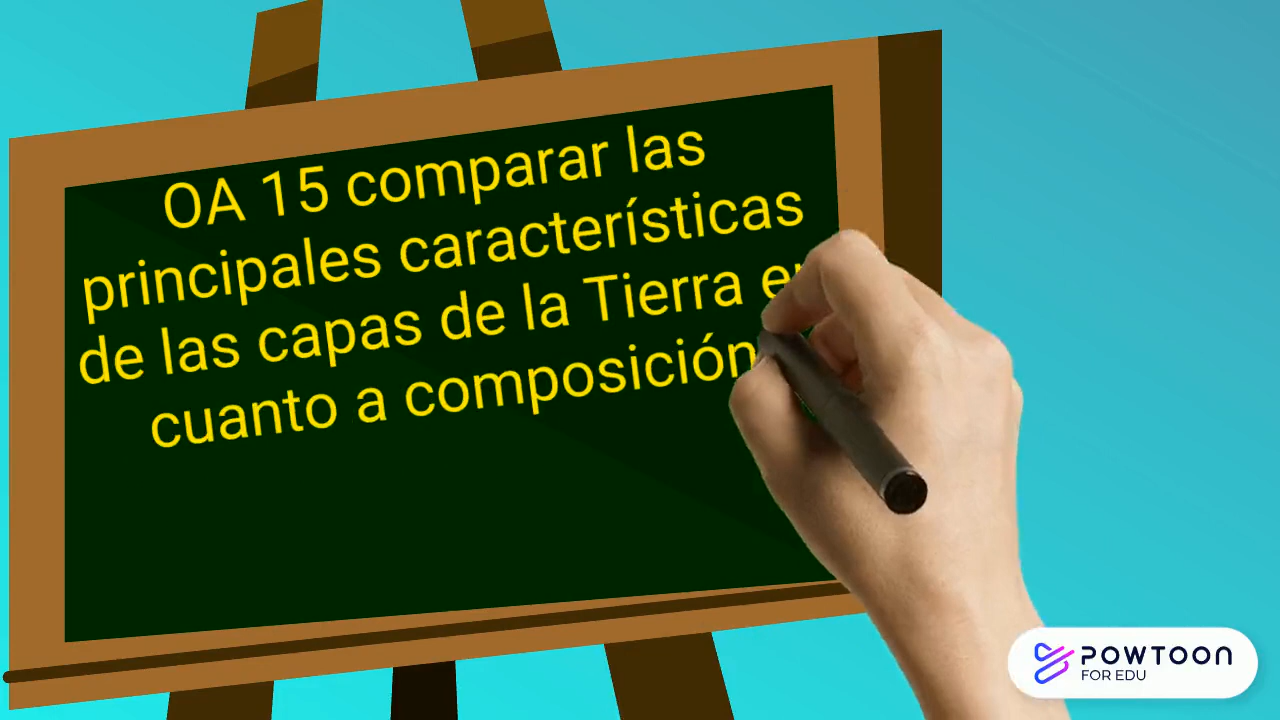 OA 15 comparar las
principales características
de las capas de la Tierra
cuanto a composición
POWTOON
FOR EDU